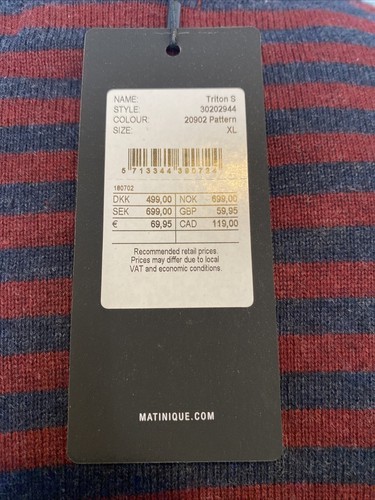 NAME: Triton S
STYLE: 30202944
COLOUR: 20902 Pattern
SIZE: XL
180702
DKK 499,00 NOK 699,00
SEK 699,00 GBP 59,95
€ 69,95 CAD 119,00
Recommended retail prices.
Prices may differ due to local
VAT and economic conditions.
MATINIQUE.COM